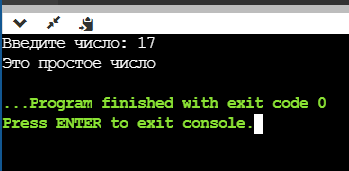 Введите число: 17
Это простое число
...Program finished with exit code 0
Press ENTER to exit console.